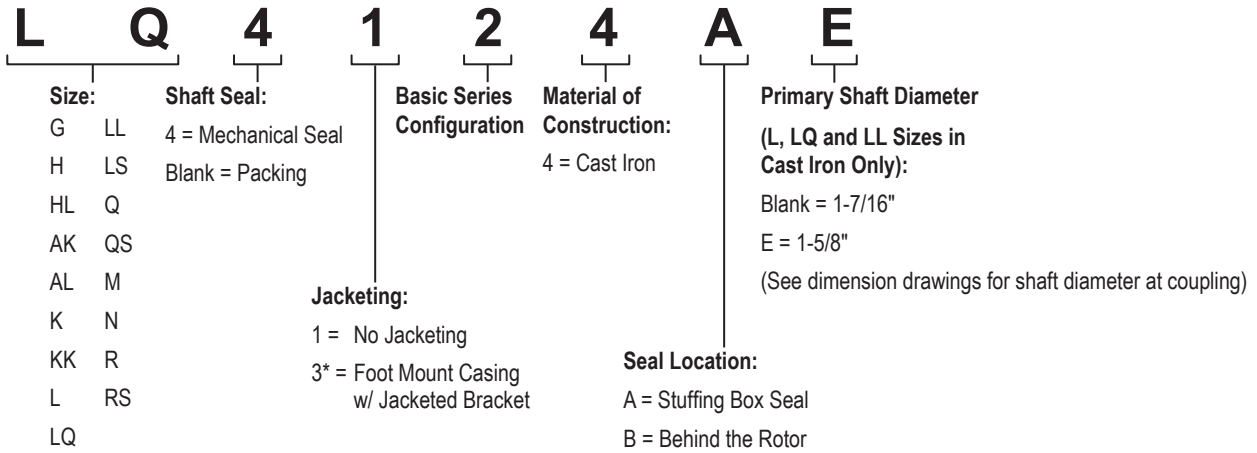 L Q 4 1 2 4 A E
Size:
G LL
H LS
HL Q
AK QS
AL M
K N
KK R
L RS
LQ
Shaft Seal:
4 = Mechanical Seal
Blank = Packing
Jacketing:
1 = No Jacketing
3* = Foot Mount Casing
w/ Jacketed Bracket
Basic Series
Configuration
Material of
Construction:
4 = Cast Iron
Seal Location:
A = Stuffing Box Seal
B = Behind the Rotor
Primary Shaft Diameter
(L, LQ and LL Sizes in
Cast Iron Only):
Blank = 1-7/16"
E = 1-5/8"
(See dimension drawings for shaft diameter at coupling)